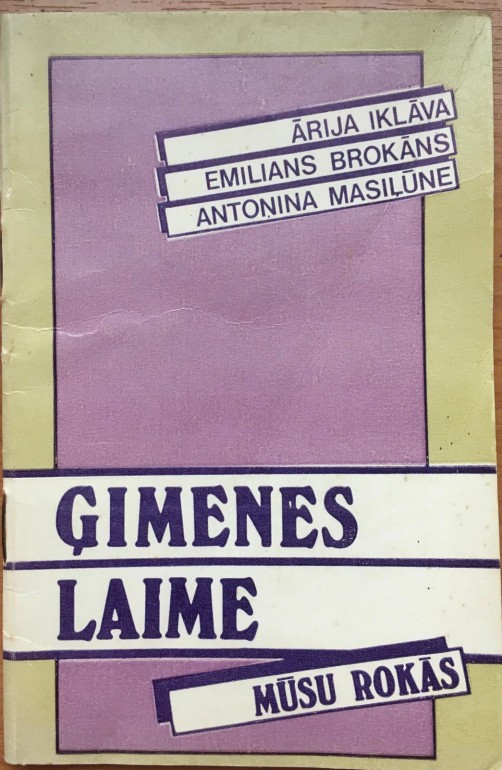 ĀRIJA IKLĀVA
EMILIANS BROKĀNS
ANTOŅINA MASIĻŪNE
ĢIMENES
LAIME
MŪSU ROKĀS